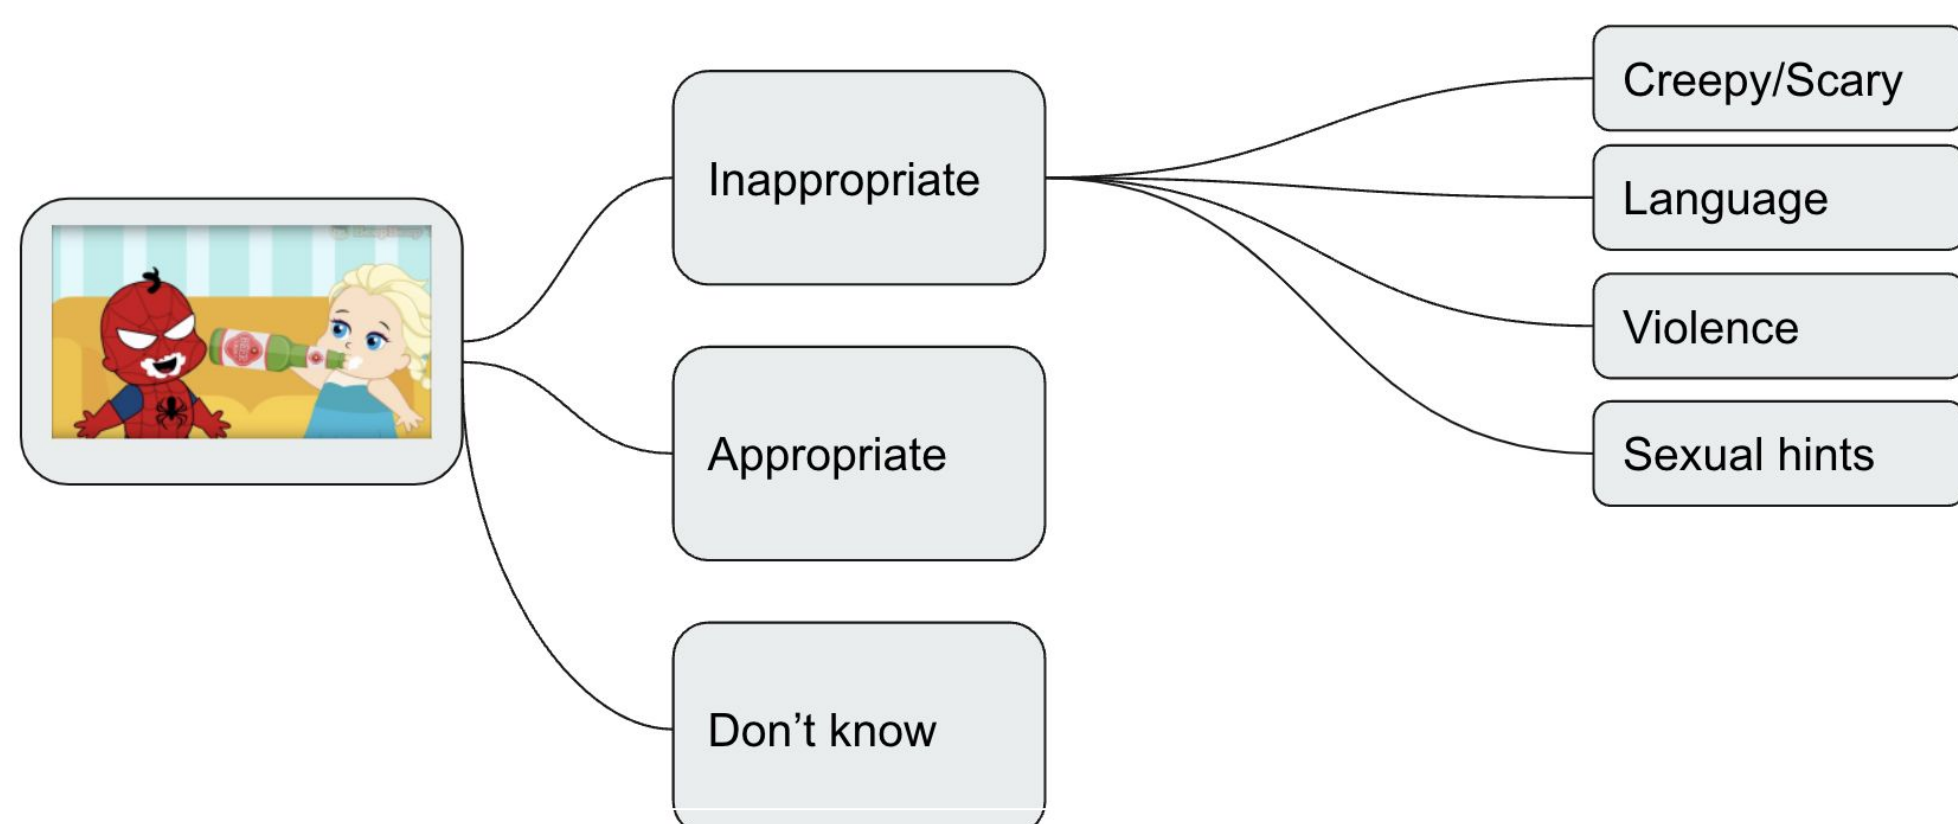 Inappropriate
Appropriate
Don't know
Creepy/Scary
Language
Violence
Sexual hints